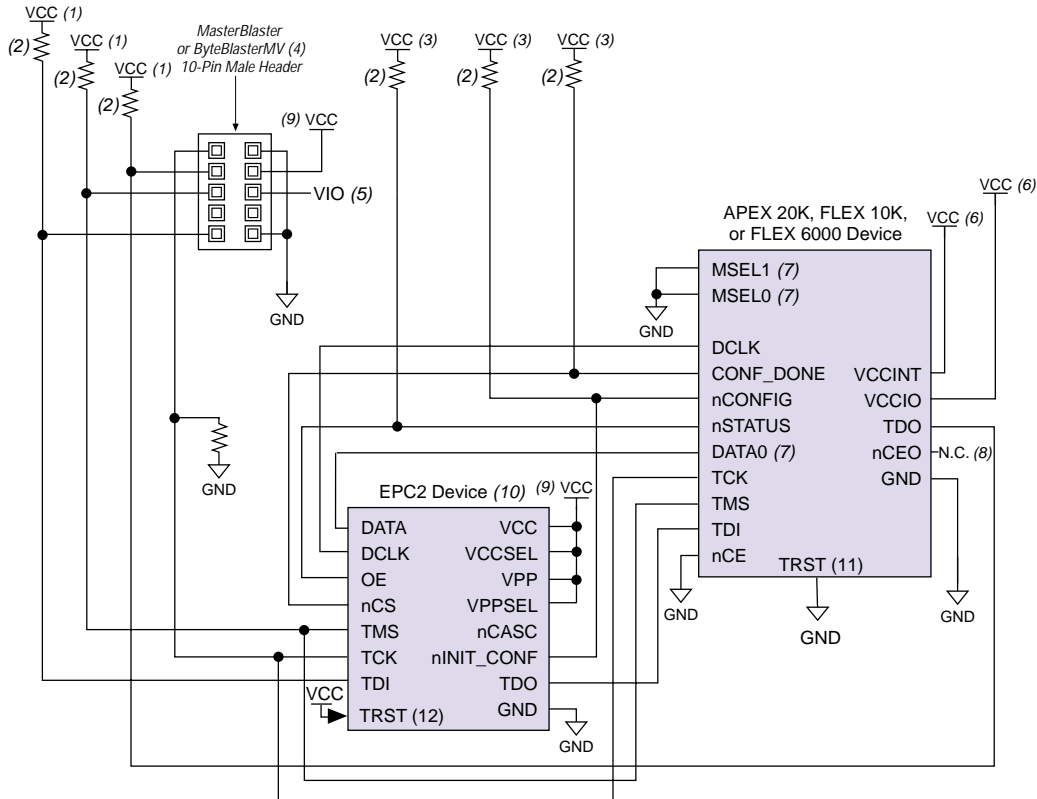 VCC (1)
(2)
VCC (1)
(2)
VCC (1)
(2)
MasterBlaster
or ByteBlasterMV (4)
10-Pin Male Header
(9) VCC
VIO (5)
GND
VCC (3)
(2)
VCC (3)
(2)
VCC (3)
(2)
GND
APEX 20K, FLEX 10K,
or FLEX 6000 Device
VCC (6)
VCC (6)
MSEL1 (7)
MSEL0 (7)
GND
DCLK
CONF_DONE
nCONFIG
nSTATUS
DATA0 (7)
TCK
TMS
TDI
nCE
GND
VCCINT
VCCIO
TDO
nCEO
N.C. (8)
GND
GND
TRST (11)
GND
EPC2 Device (10)
(9) VCC
DATA
DCLK
OE
nCS
TMS
TCK
TDI
VCC
TRST (12)
VCC
VCCSEL
VPP
VPPSEL
nCASC
nINIT_CONF
TDO
GND
GND